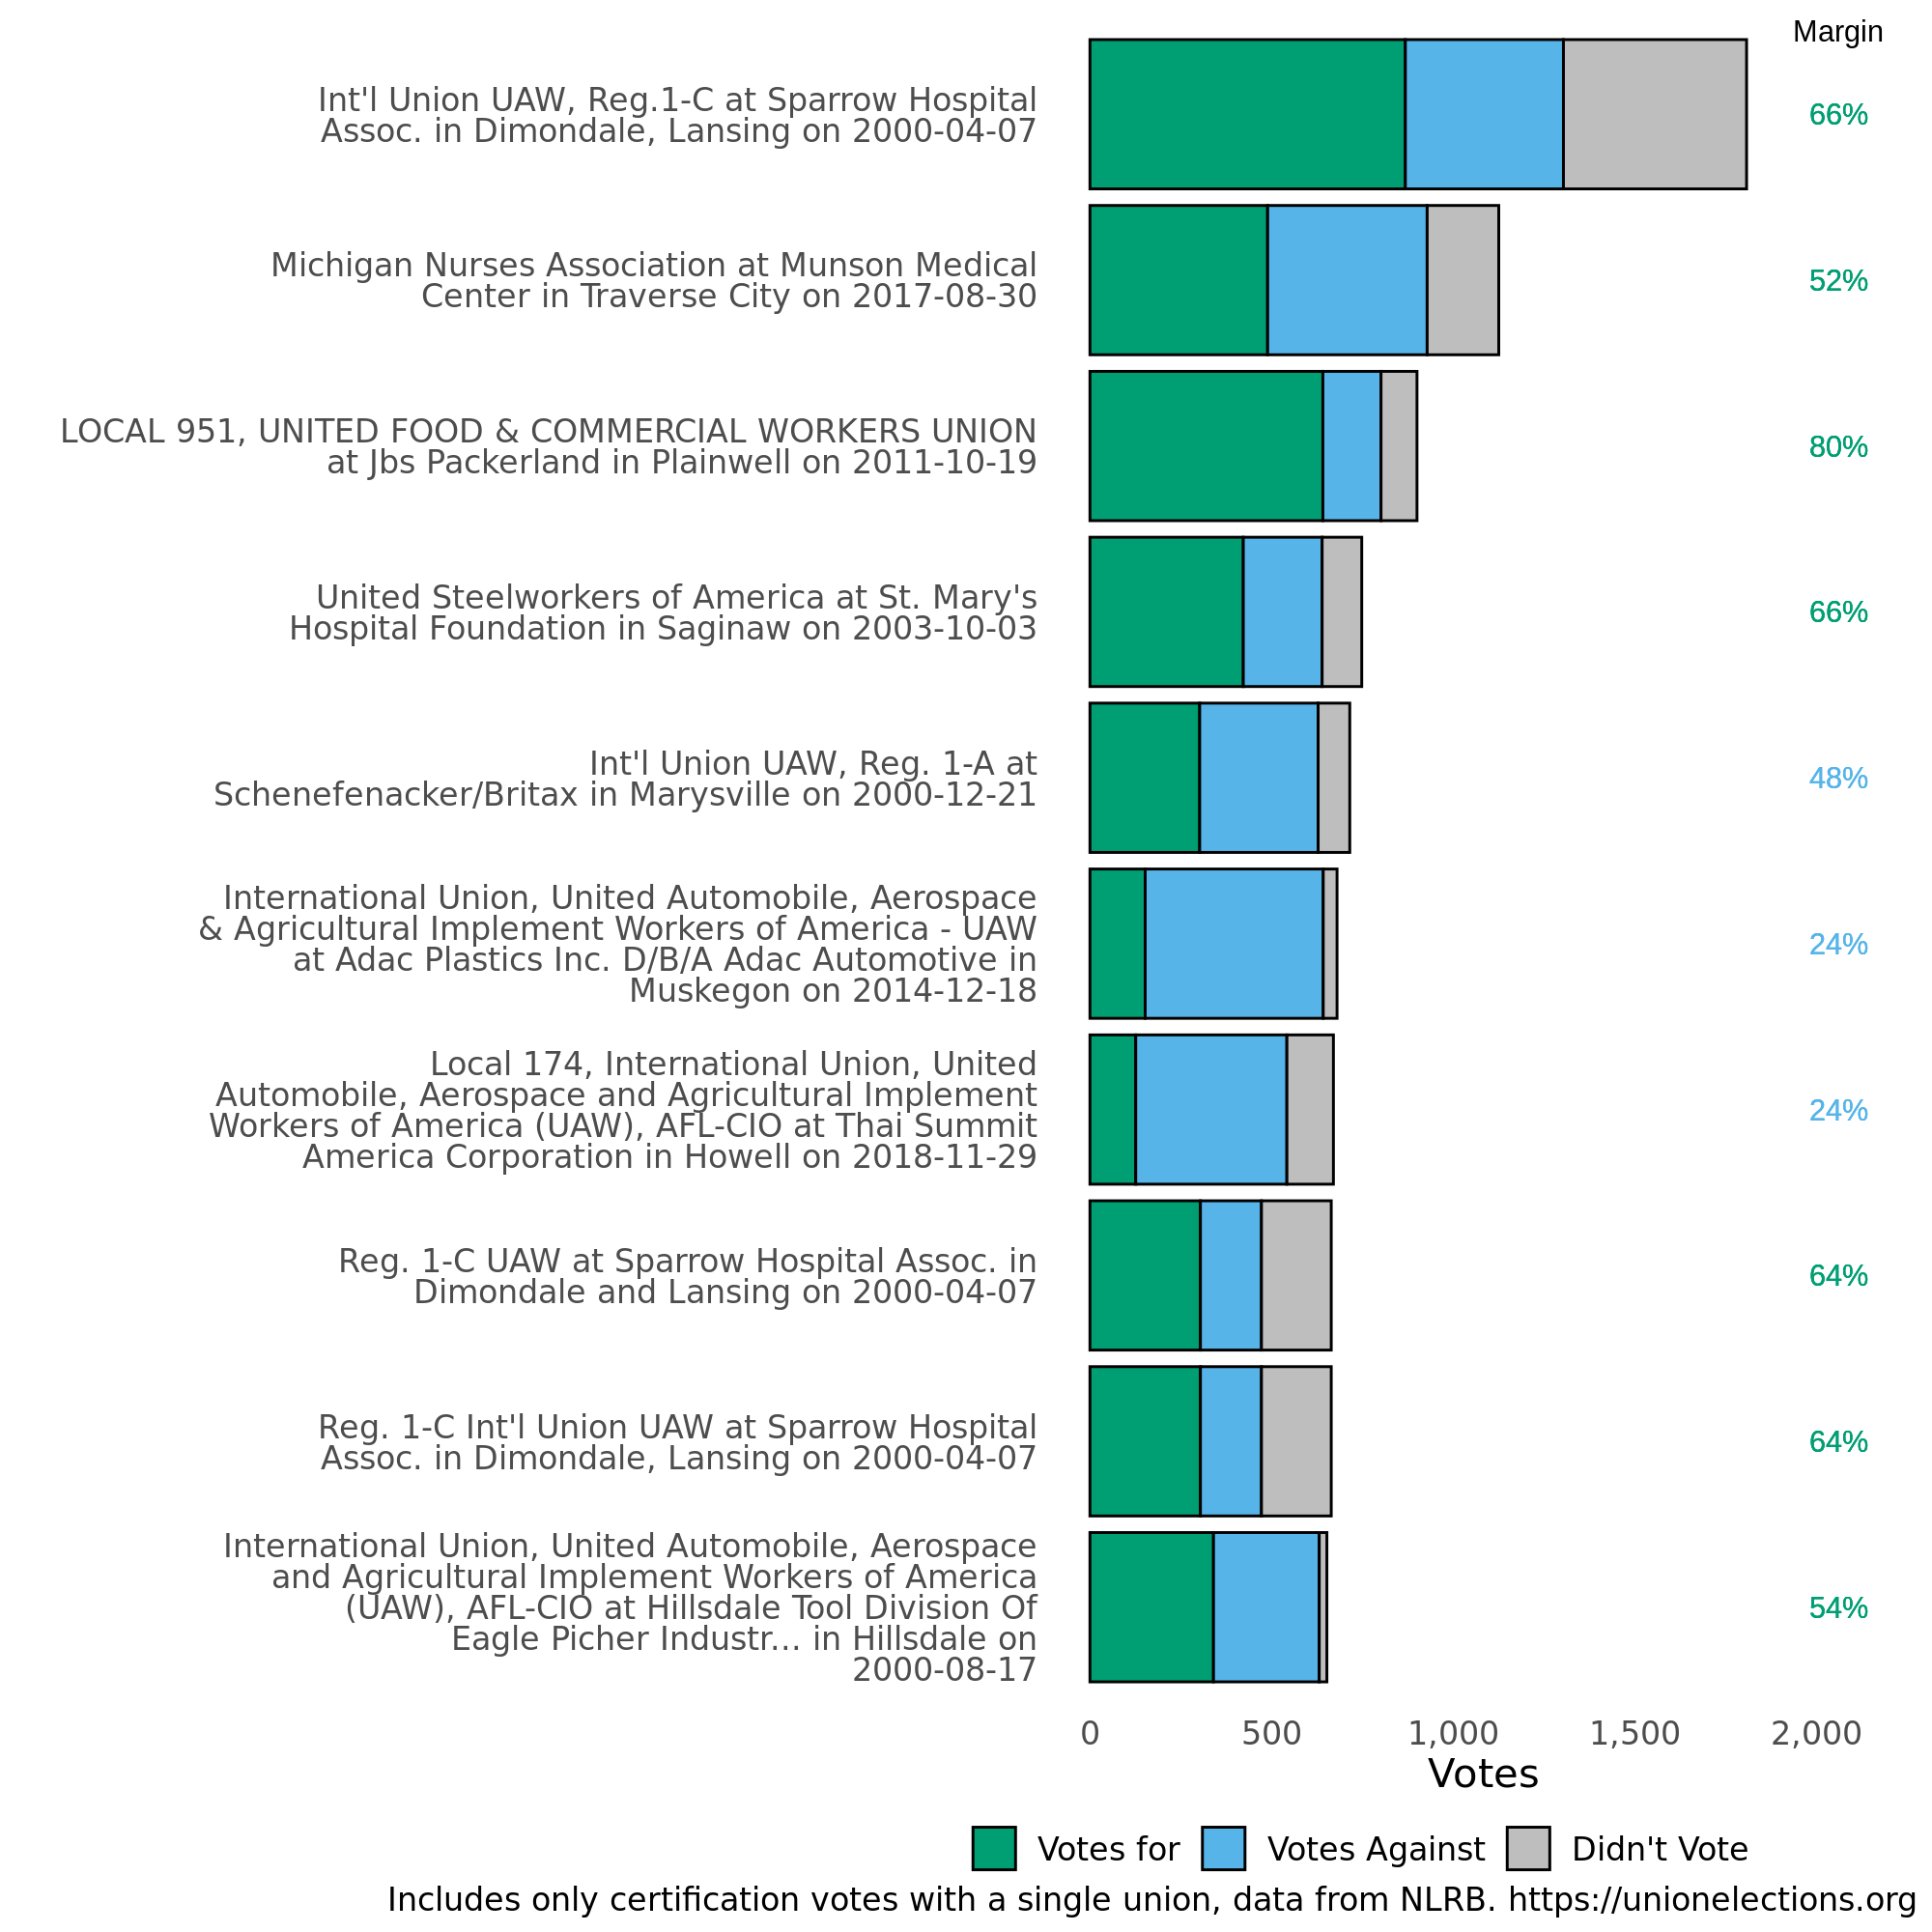 Margin
Int'l Union UAW, Reg.1-C at Sparrow Hospital
Assoc. in Dimondale, Lansing on 2000-04-07
66%
Michigan Nurses Association at Munson Medical
Center in Traverse City on 2017-08-30
52%
LOCAL 951, UNITED FOOD & COMMERCIAL WORKERS UNION
at Jbs Packerland in Plainwell on 2011-10-19
80%
United Steelworkers of America at St. Mary's
Hospital Foundation in Saginaw on 2003-10-03
66%
Int'l Union UAW, Reg. 1-A at
Schenefenacker/Britax in Marysville on 2000-12-21
48%
International Union, United Automobile, Aerospace
& Agricultural Implement Workers of America - UAW
at Adac Plastics Inc. D/B/A Adac Automotive in
Muskegon on 2014-12-18
24%
Local 174, International Union, United
Automobile, Aerospace and Agricultural Implement
Workers of America (UAW), AFL-CIO at Thai Summit
America Corporation in Howell on 2018-11-29
24%
Reg. 1-C UAW at Sparrow Hospital Assoc. in
Dimondale and Lansing on 2000-04-07
64%
Reg. 1-C Int'l Union UAW at Sparrow Hospital
Assoc. in Dimondale, Lansing on 2000-04-07
64%
International Union, United Automobile, Aerospace
and Agricultural Implement Workers of America
(UAW), AFL-CIO at Hillsdale Tool Division Of
Eagle Picher Industr... in Hillsdale on
2000-08-17
54%
0 500 1,000 1,500 2,000
Votes
Votes for Votes Against Didn't Vote
Includes only certification votes with a single union, data from NLRB. https://unionelections.org